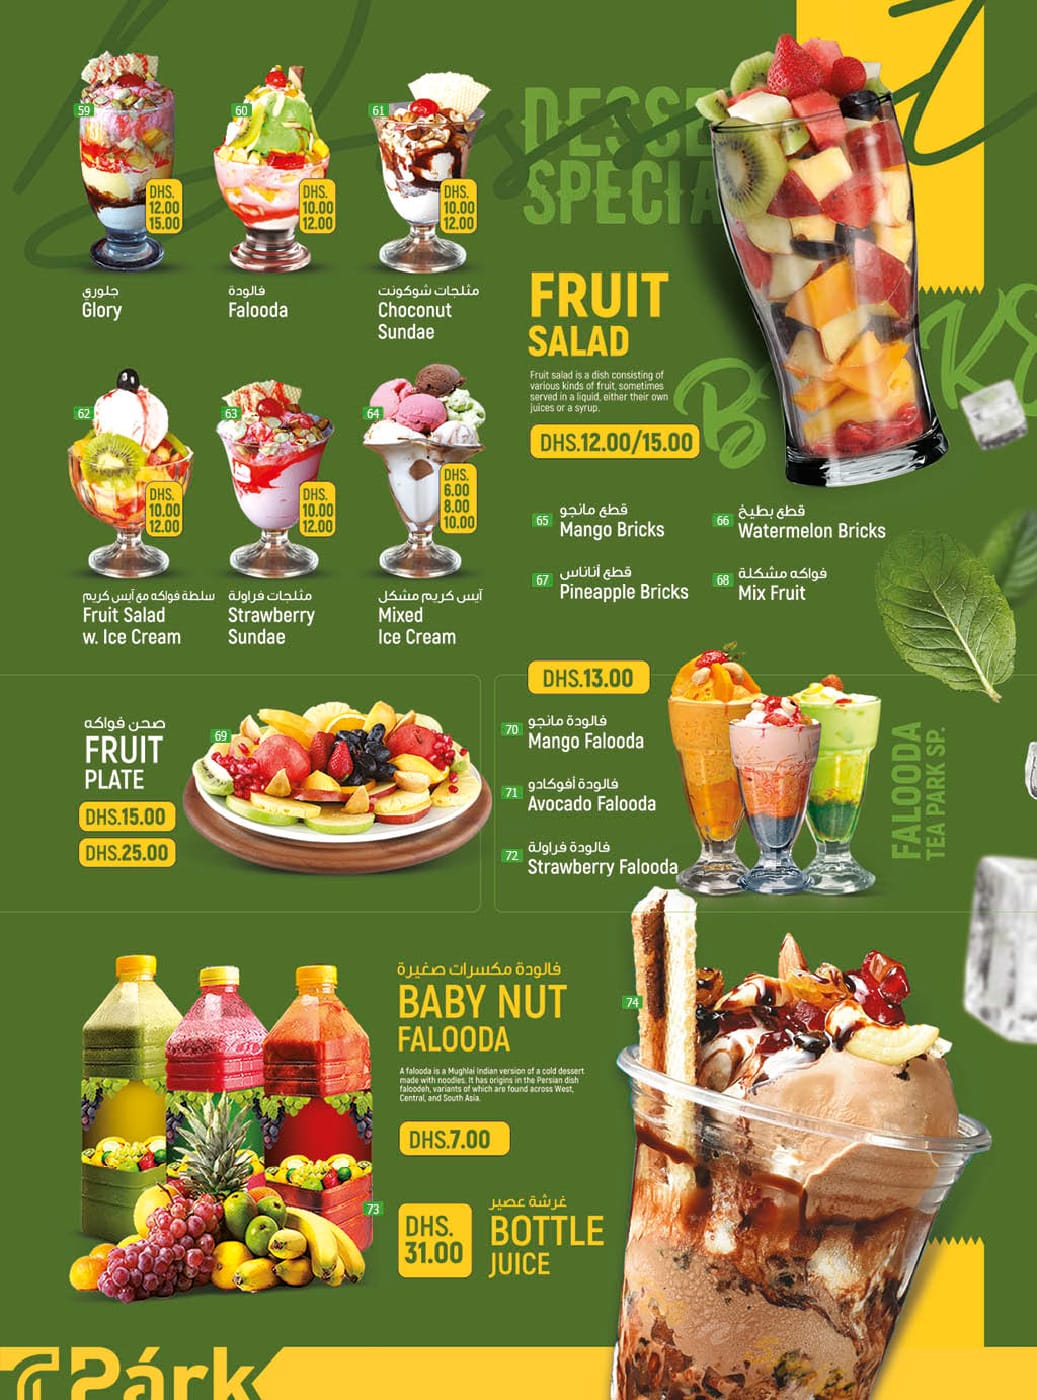 Dessert
DESSE
SPECIA
59
DHS.
12.00
15.00
جلوري
Glory
60
DHS.
10.00
12.00
فالودة
Falooda
61
DHS.
10.00
12.00
مثلجات شوكونت
Choconut
Sundae
FRUIT
SALAD
Fruit salad is a dish consisting of
various kinds of fruit, sometimes
served in a liquid, either their own
juices or a syrup.
DHS.12.00/15.00
62
DHS.
10.00
12.00
سلطة فواكه مع آيس كريم
Fruit Salad
w. Ice Cream
63
DHS.
10.00
12.00
مثلجات فراولة
Strawberry
Sundae
64
DHS.
6.00
8.00
10.00
آيس كريم مشكل
Mixed
Ice Cream
65
قطع مانجو
Mango Bricks
66
قطع بطيخ
Watermelon Bricks
67
قطع أناناس
Pineapple Bricks
68
فواكه مشكلة
Mix Fruit
صحن فواكه
FRUIT
PLATE
69
DHS.15.00
DHS.25.00
DHS.13.00
70
فالودة مانجو
Mango Falooda
71
فالودة أفوكادو
Avocado Falooda
72
فالودة فراولة
Strawberry Falooda
FALOODA
TEA PARK SP.
فالودة مكسرات صغيرة
BABY NUT
FALOODA
A falooda is a Mughlai Indian version of a cold dessert
made with noodles. It has origins in the Persian dish
faloodeh, variants of which are found across West,
Central, and South Asia.
DHS.7.00
74
73
DHS.
31.00
غرشة عصير
BOTTLE
JUICE
Párk